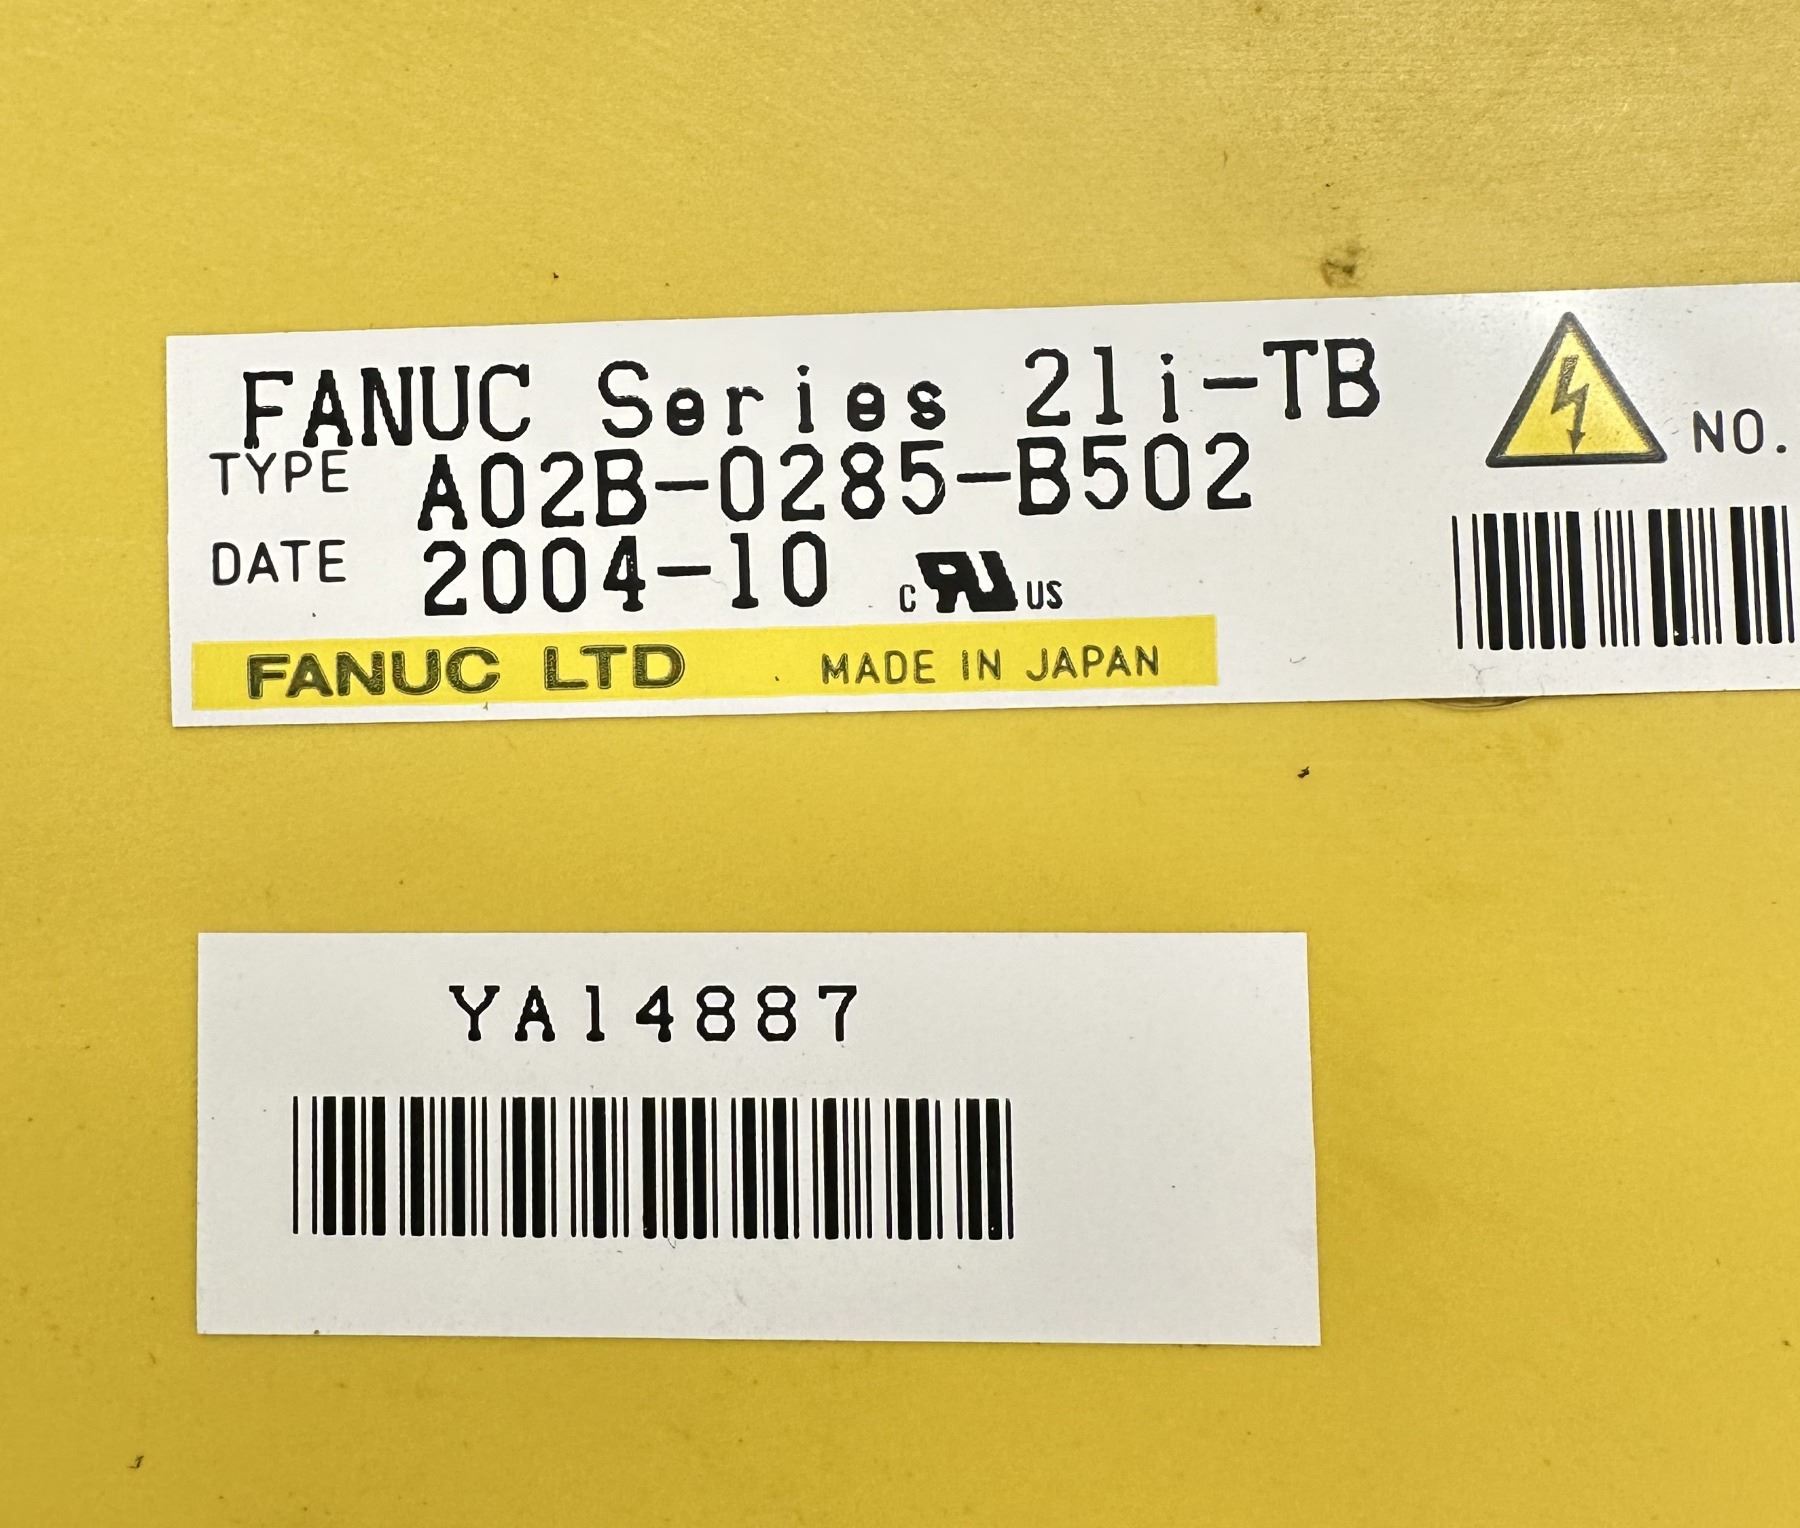 FANUC Series 21i-TB
NO.
TYPE A02B-0285-B502
DATE 2004-10 c RU US
FANUC LTD MADE IN JAPAN
YA14887